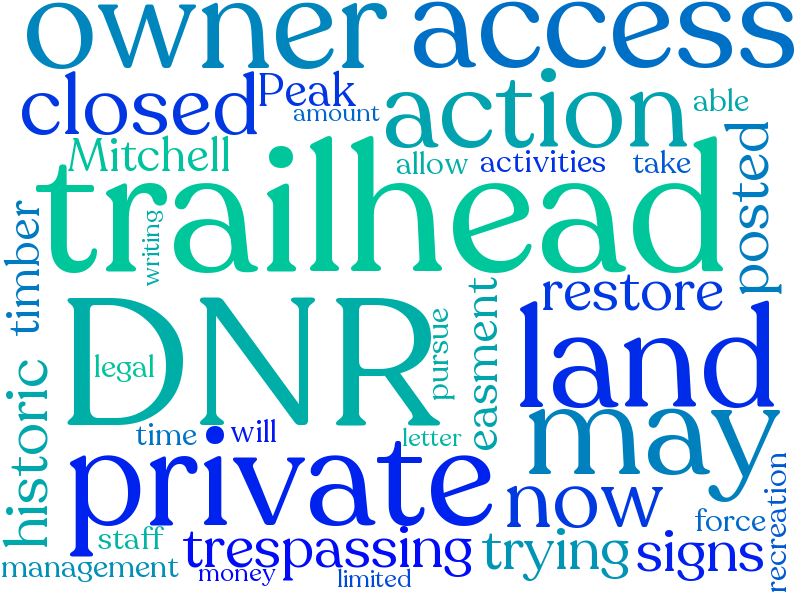 owner access
closed Peak amount action able
Mitchell allow activities take
trailhead
posted
timber
writing
restore
DNR
land
legal
pursue
easment
historic
may
time will letter
private
now
recreation
force
staff
trespassing trying signs
management money limited